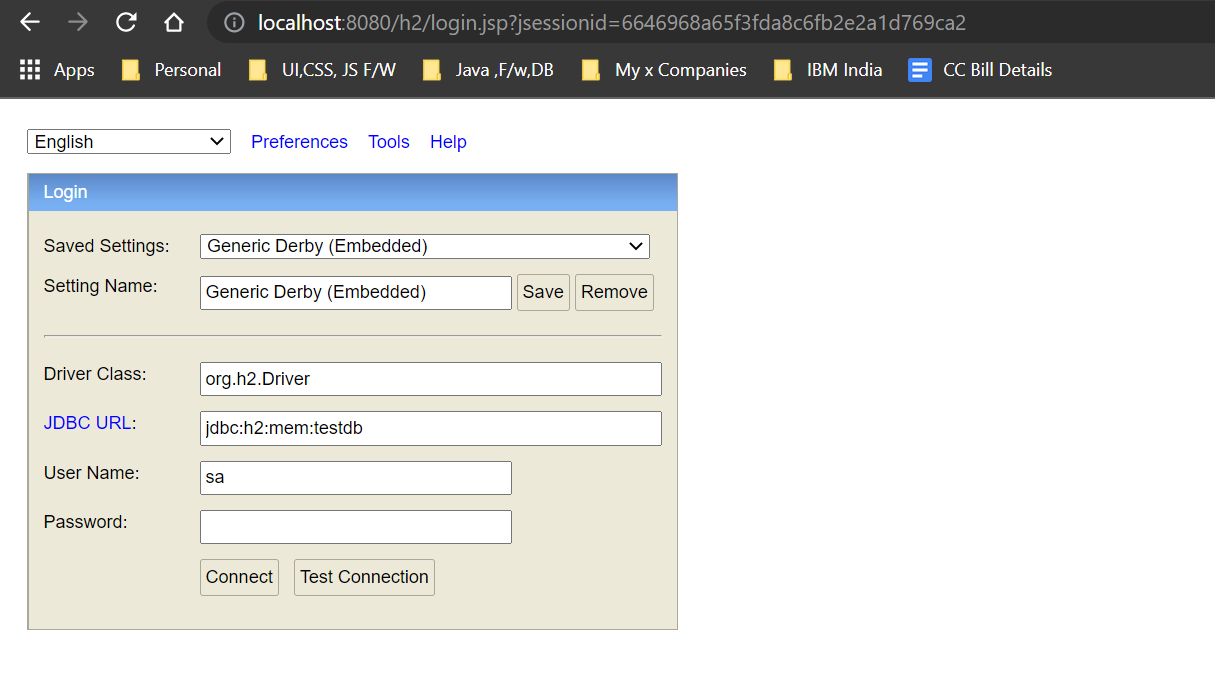 localhost:8080/h2/login.jsp?jsessionid=6646968a65f3fda8c6fb2e2a1d769ca2
Apps Personal UI,CSS, JS F/W Java ,F/w,DB My x Companies IBM India CC Bill Details
English Preferences Tools Help
Login
Saved Settings: Generic Derby (Embedded)
Setting Name: Generic Derby (Embedded) Save Remove
Driver Class: org.h2.Driver
JDBC URL: jdbc:h2:mem:testdb
User Name: sa
Password:
Connect Test Connection